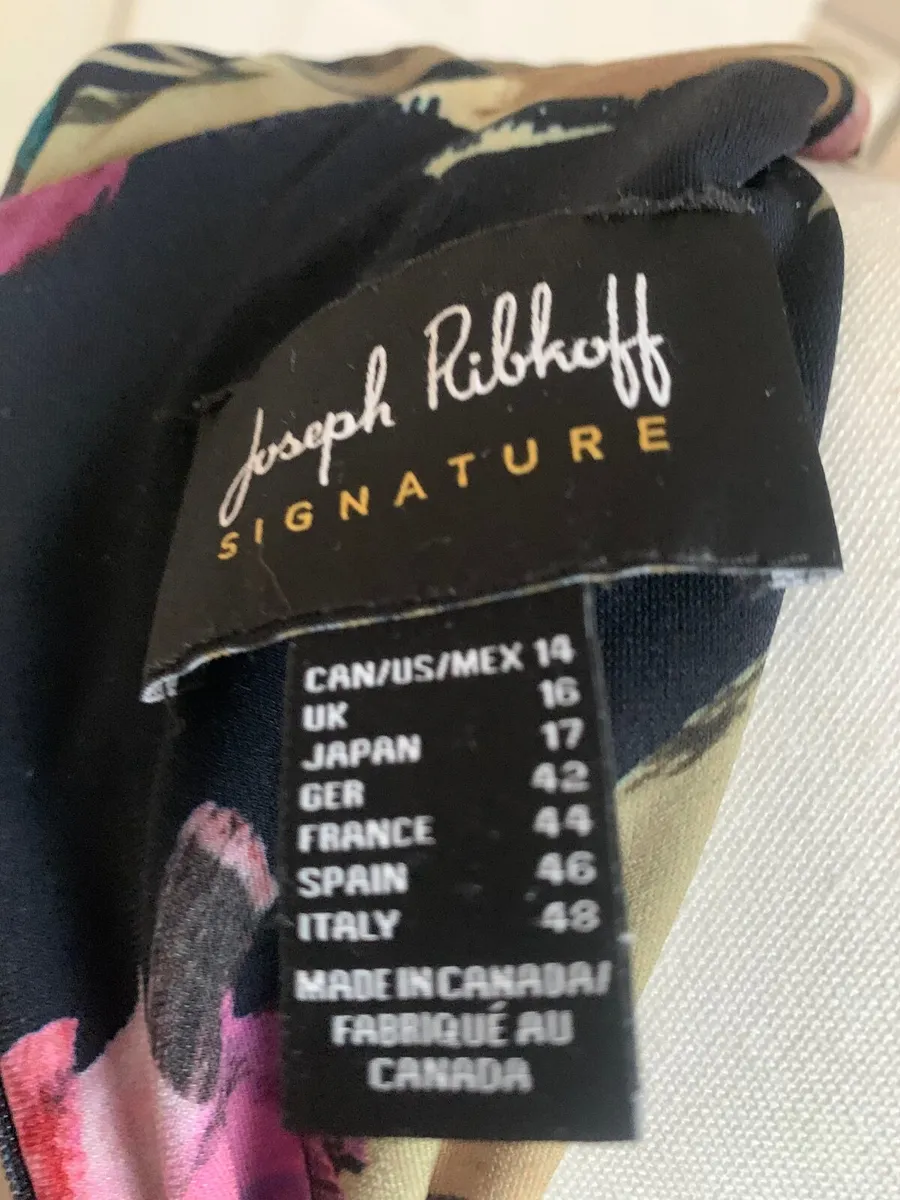 Joseph Ribkoff
SIGNATURE
CAN/US/MEX 14
UK 16
JAPAN 17
GER 42
FRANCE 44
SPAIN 46
ITALY 48
MADE IN CANADA/
FABRIQUÉ AU
CANADA